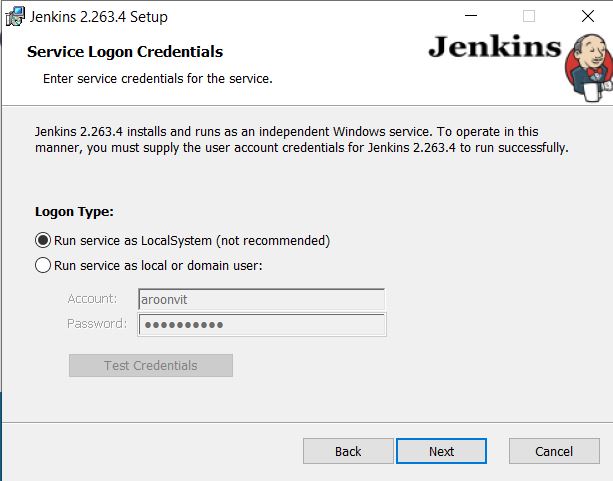 Jenkins 2.263.4 Setup
Service Logon Credentials
Jenkins
Enter service credentials for the service.
Jenkins 2.263.4 installs and runs as an independent Windows service. To operate in this
manner, you must supply the user account credentials for Jenkins 2.263.4 to run successfully.
Logon Type:
Run service as LocalSystem (not recommended)
Run service as local or domain user:
Account: aroonvit
Password: ●●●●●●●●●●
Test Credentials
Back Next Cancel